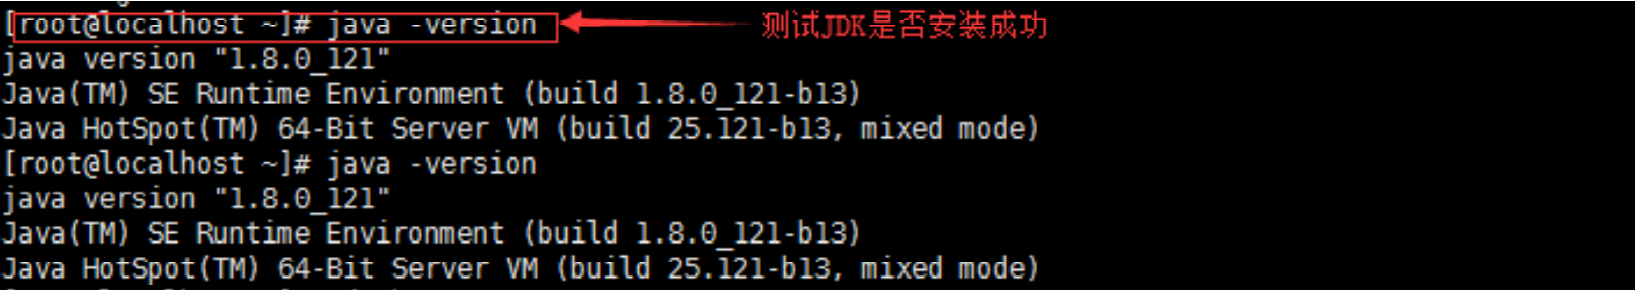 [root@localhost ~]# java -version 测试JDK是否安装成功
java version "1.8.0_121"
Java(TM) SE Runtime Environment (build 1.8.0_121-b13)
Java HotSpot(TM) 64-Bit Server VM (build 25.121-b13, mixed mode)
[root@localhost ~]# java -version
java version "1.8.0_121"
Java(TM) SE Runtime Environment (build 1.8.0_121-b13)
Java HotSpot(TM) 64-Bit Server VM (build 25.121-b13, mixed mode)